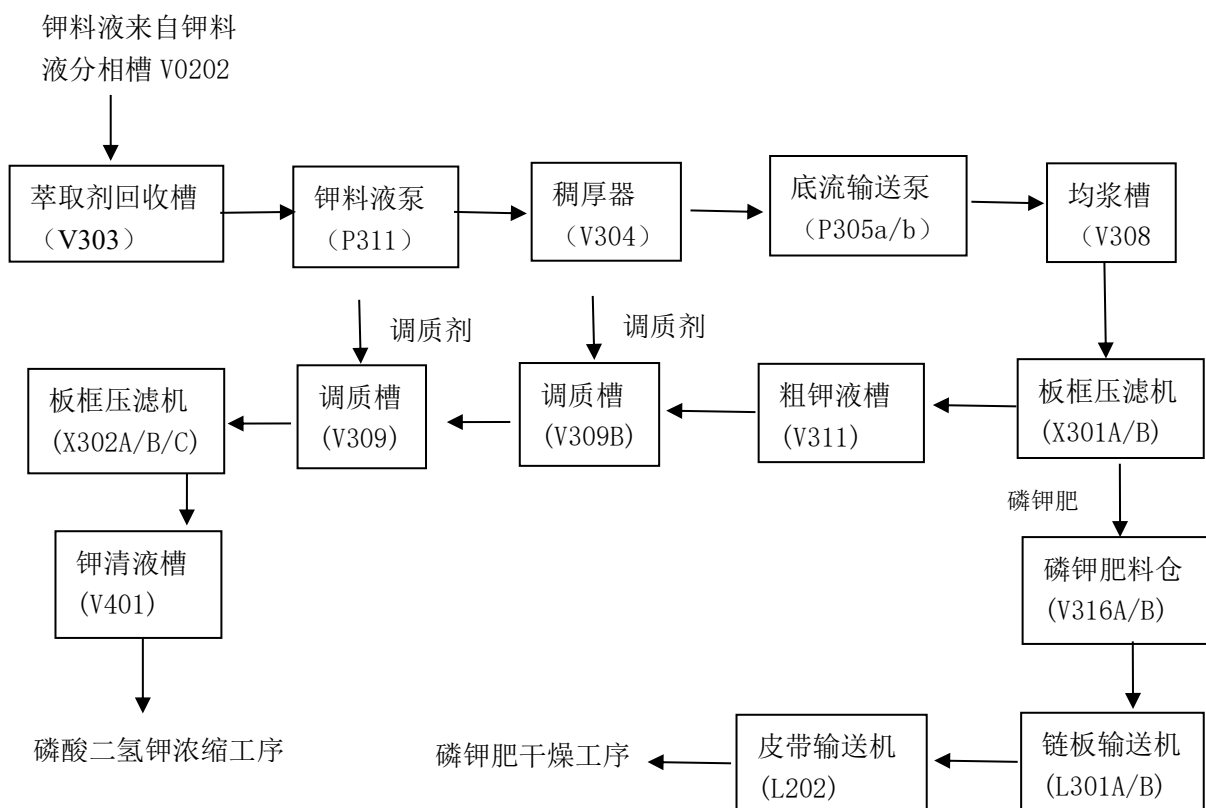 钾料液来自钾料
液分相槽 V0202
萃取剂回收槽
（V303）
钾料液泵
（P311）
稠厚器
（V304）
底流输送泵
（P305a/b）
均浆槽
（V308
调质剂
调质剂
板框压滤机
(X302A/B/C)
调质槽
(V309)
调质槽
(V309B)
粗钾液槽
(V311)
板框压滤机
(X301A/B)
磷钾肥
钾清液槽
(V401)
磷钾肥料仓
(V316A/B)
磷酸二氢钾浓缩工序
磷钾肥干燥工序
皮带输送机
(L202)
链板输送机
(L301A/B)